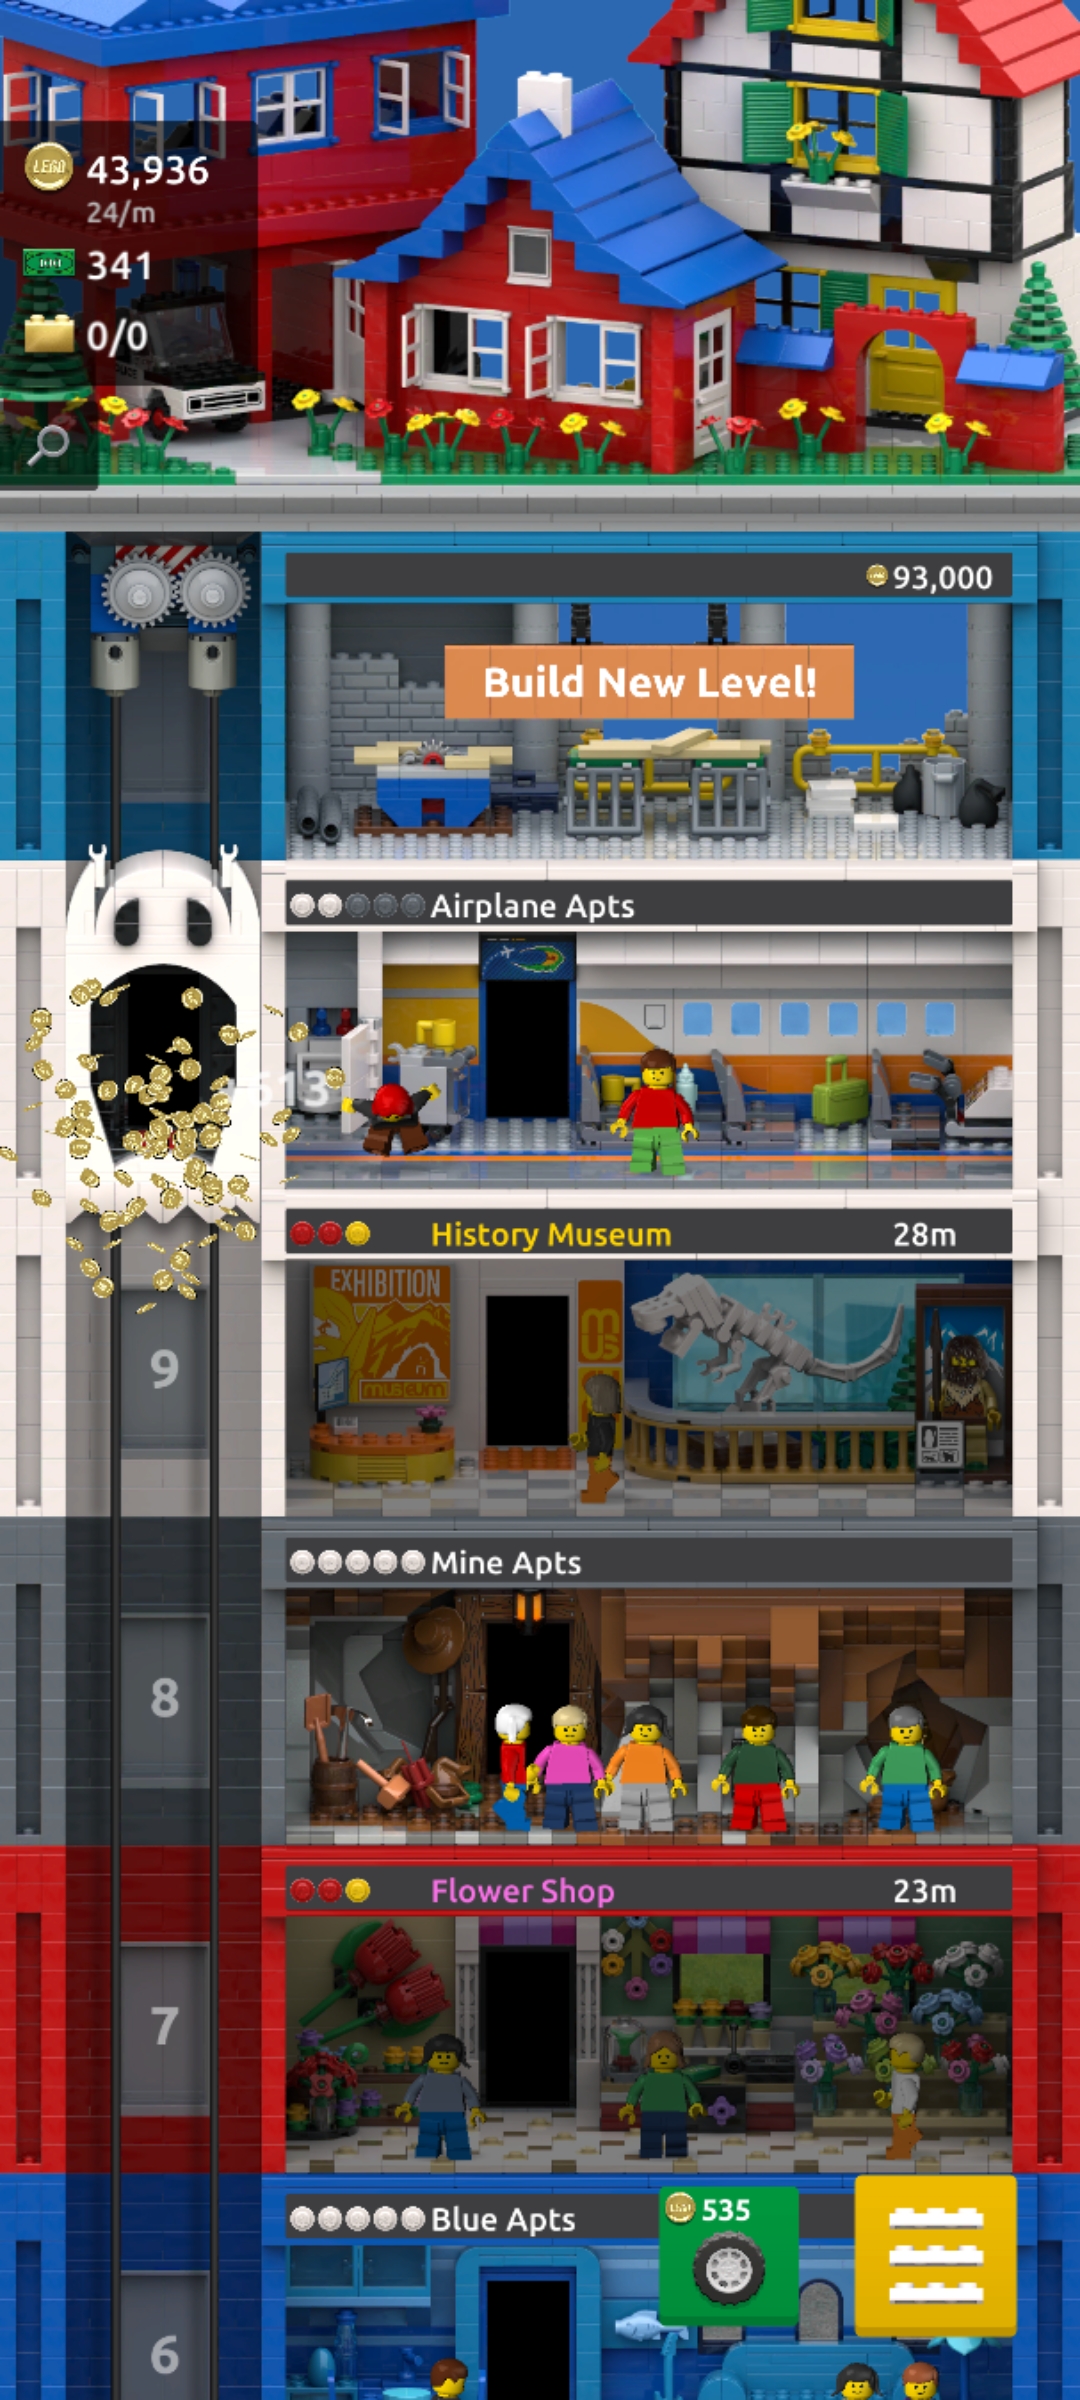 43,936
24/m
341
0/0
93,000
Build New Level!
Airplane Apts
513
History Museum
28m
EXHIBITION
museum
9
Mine Apts
8
Flower Shop
23m
7
Blue Apts
535
6